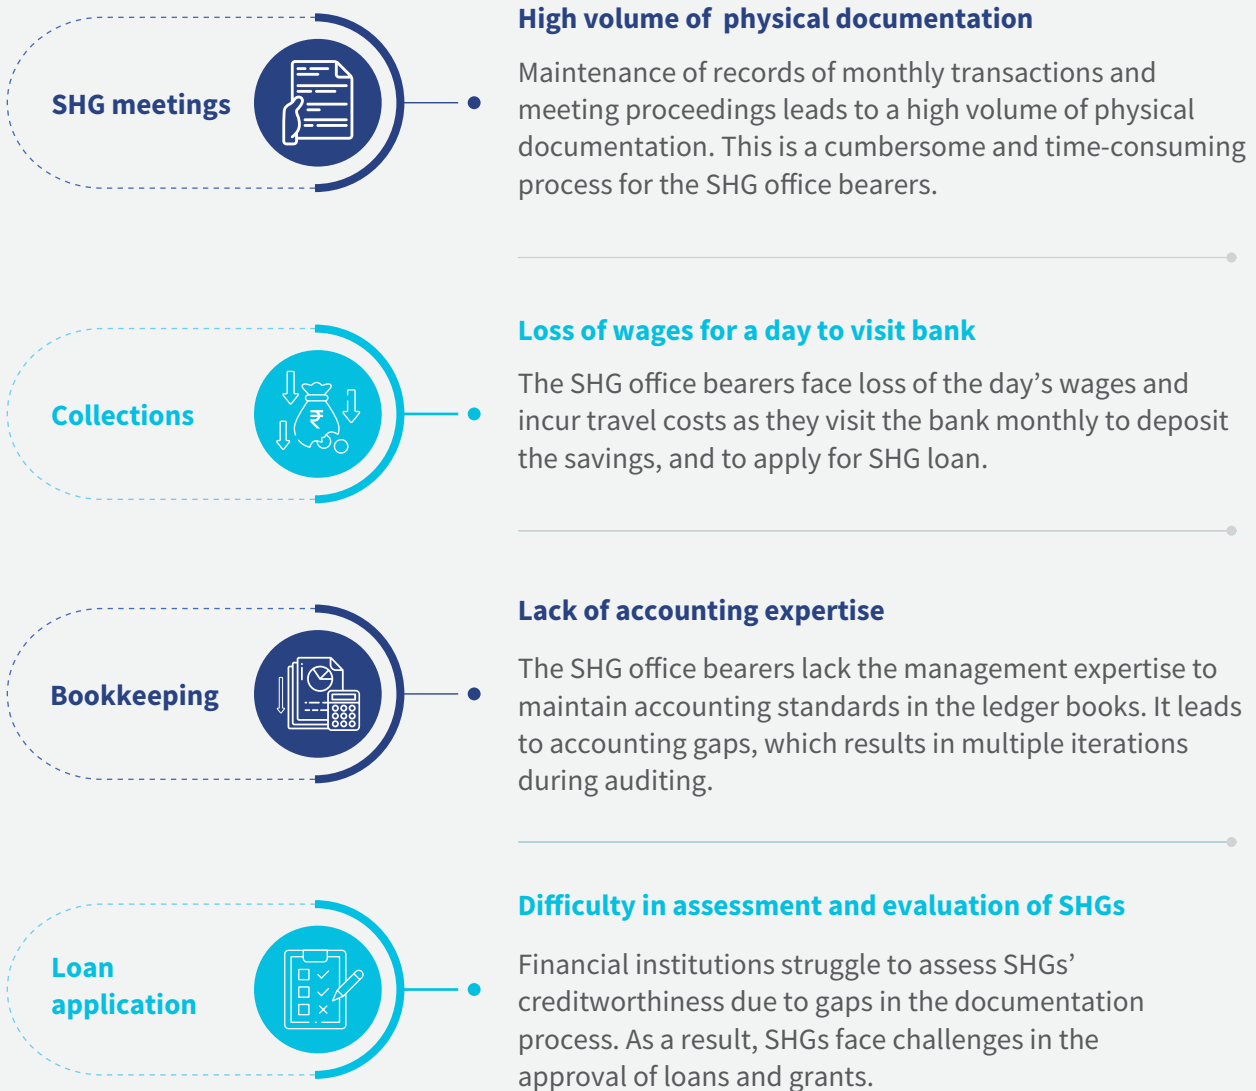 High volume of physical documentation
SHG meetings
Maintenance of records of monthly transactions and
meeting proceedings leads to a high volume of physical
documentation. This is a cumbersome and time-consuming
process for the SHG office bearers.
Loss of wages for a day to visit bank
Collections
₹
The SHG office bearers face loss of the day’s wages and
incur travel costs as they visit the bank monthly to deposit
the savings, and to apply for SHG loan.
Lack of accounting expertise
Bookkeeping
The SHG office bearers lack the management expertise to
maintain accounting standards in the ledger books. It leads
to accounting gaps, which results in multiple iterations
during auditing.
Difficulty in assessment and evaluation of SHGs
Loan
application
Financial institutions struggle to assess SHGs’
creditworthiness due to gaps in the documentation
process. As a result, SHGs face challenges in the
approval of loans and grants.